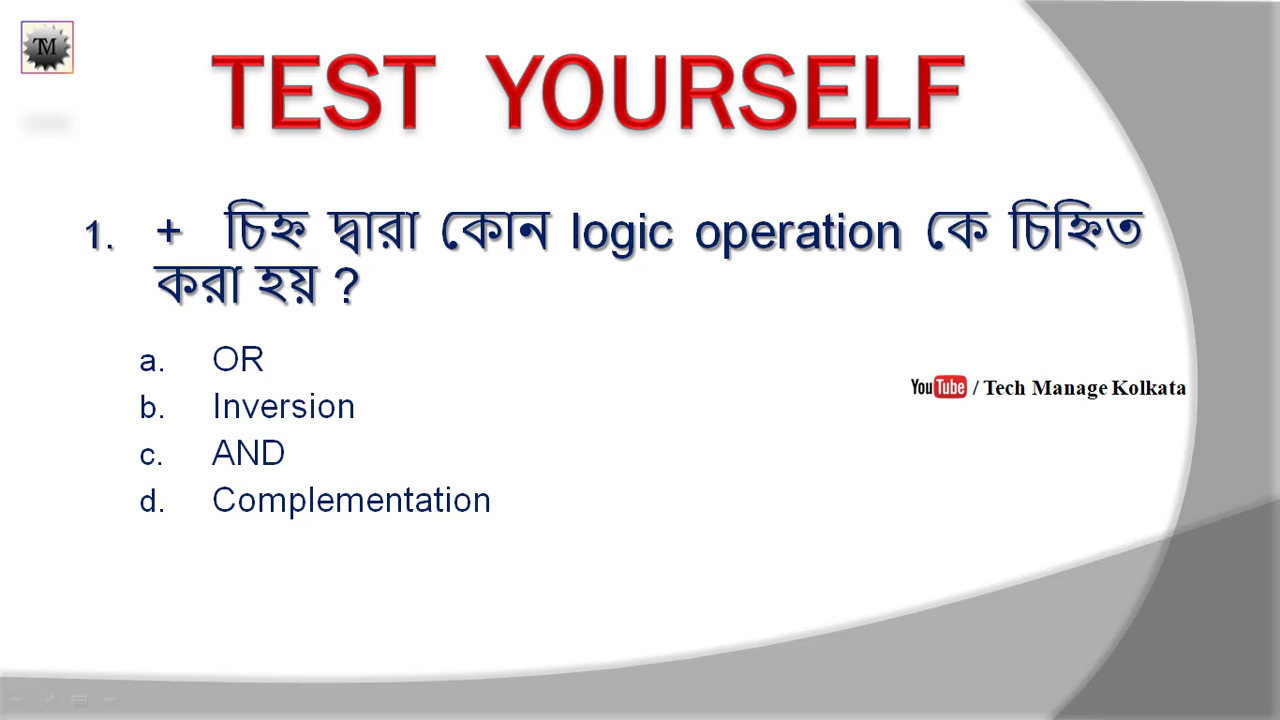 TM
TEST YOURSELF
1. + চিহ্ন দ্বারা কোন logic operation কে চিহ্নিত
করা হয় ?
a. OR
b. Inversion
YouTube / Tech Manage Kolkata
c. AND
d. Complementation